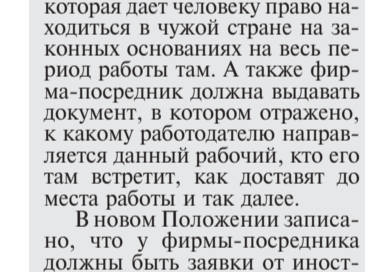 которая дает человеку право на-
ходиться в чужой стране на за-
конных основаниях на весь пе-
риод работы там. А также фир-
ма-посредник должна выдавать
документ, в котором отражено,
к какому работодателю направ-
ляется данный рабочий, кто его
там встретит, как доставят до
места работы и так далее.
В новом Положении записа-
но, что у фирмы-посредника
должны быть заявки от иност-